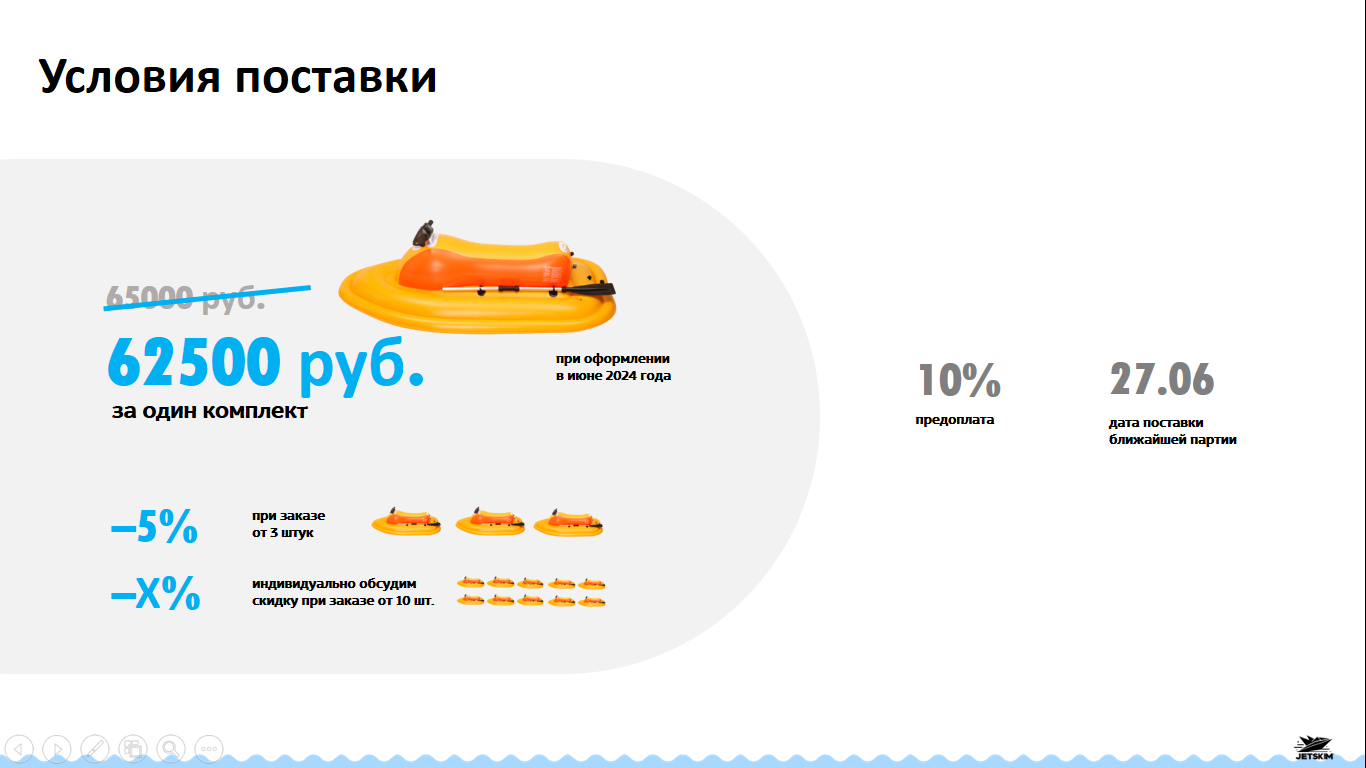 Условия поставки
65000 руб.
62500 руб.
за один комплект
при оформлении
в июне 2024 года
–5%
при заказе
от 3 штук
–X%
индивидуально обсудим
скидку при заказе от 10 шт.
10%
предоплата
27.06
дата поставки
ближайшей партии
JETSKIM